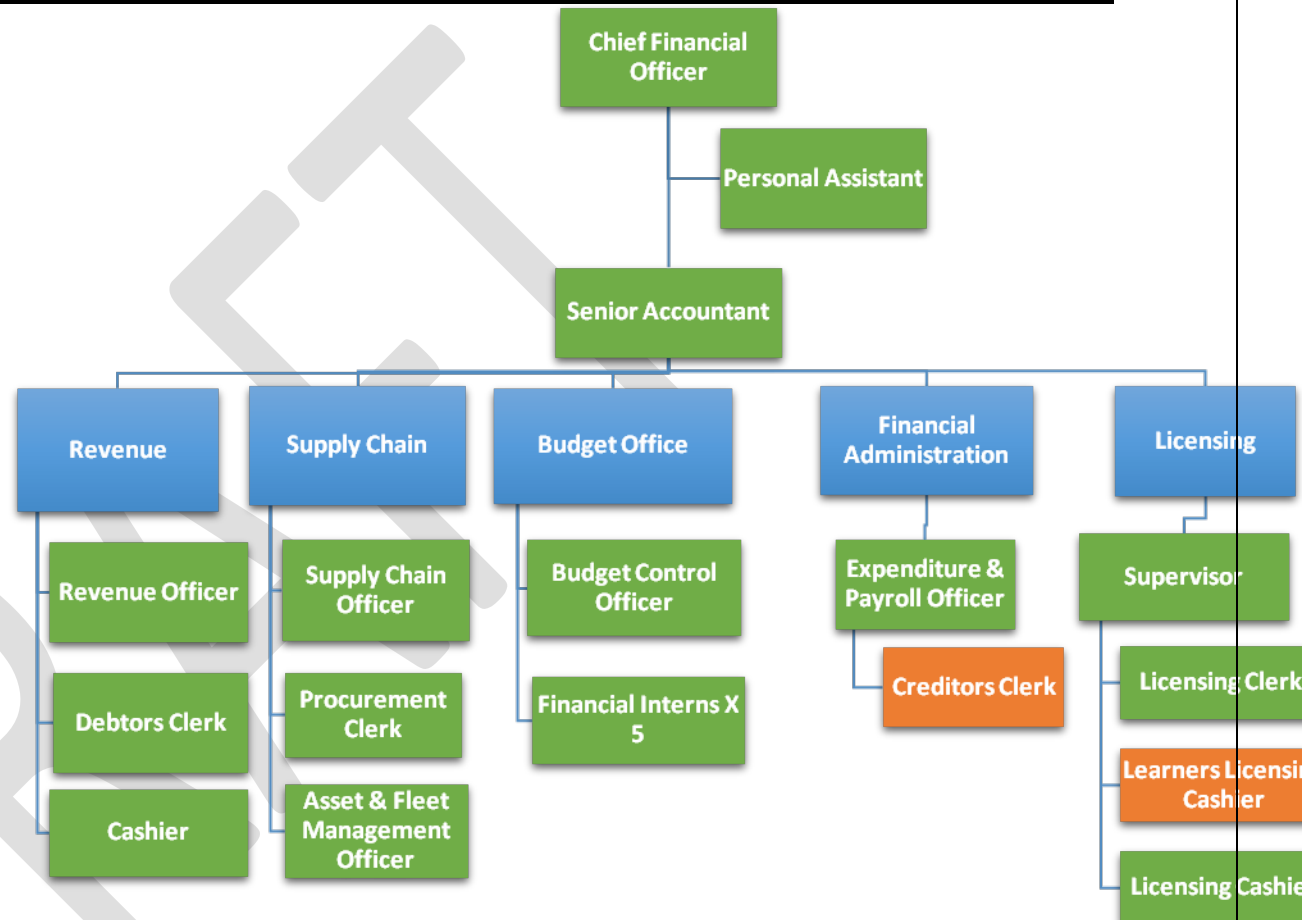 Chief Financial
Officer
Personal Assistant
Senior Accountant
Revenue
Supply Chain
Budget Office
Financial
Administration
Licensing
Revenue Officer
Supply Chain
Officer
Budget Control
Officer
Expenditure &
Payroll Officer
Supervisor
Debtors Clerk
Procurement
Clerk
Financial Interns X
5
Creditors Clerk
Licensing Clerk
Learners
Cashier
Cashier
Asset & Fleet
Management
Officer
Licensing